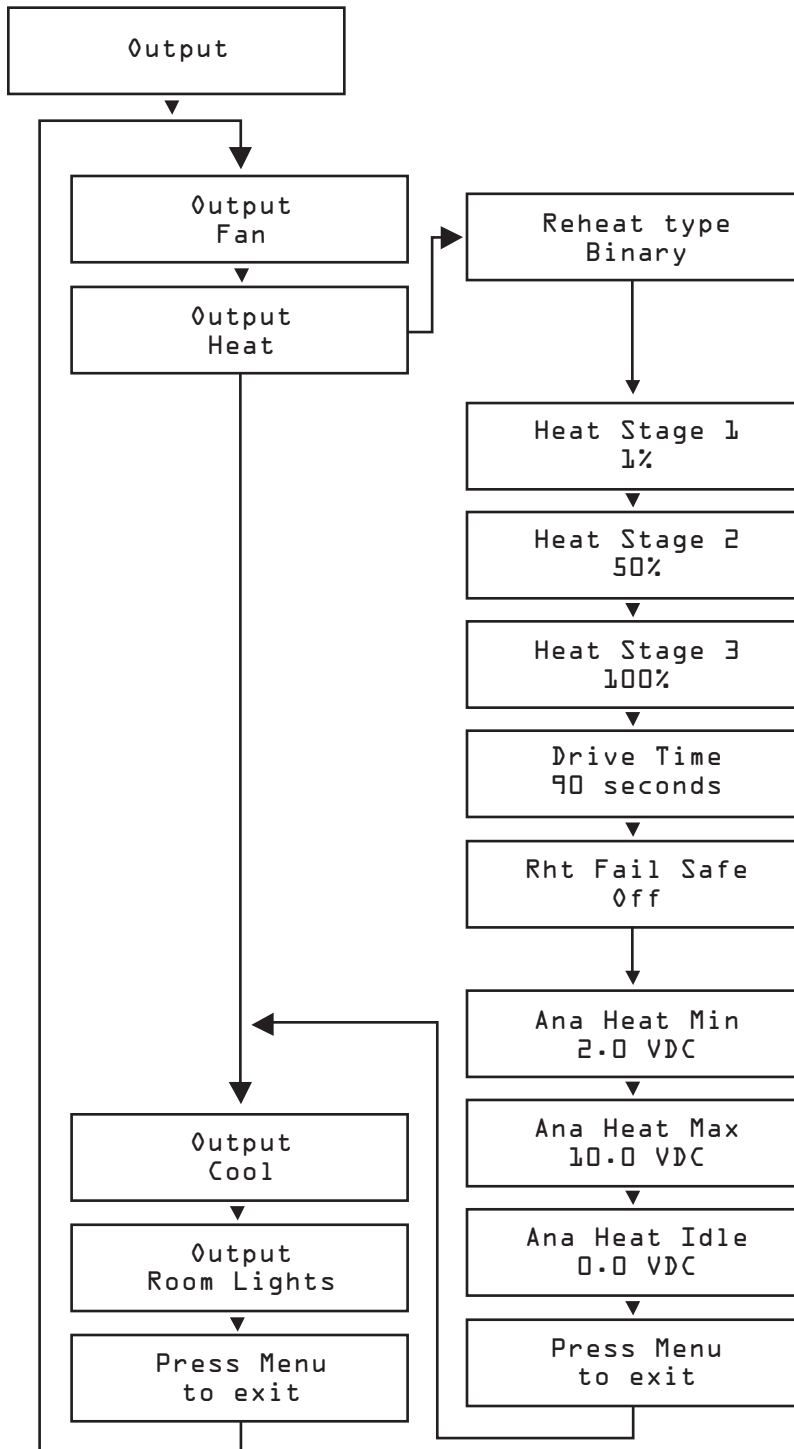 Output
Output
Fan
Output
Heat
Output
Cool
Output
Room Lights
Press Menu
to exit
Reheat type
Binary
Heat Stage 1
1%
Heat Stage 2
50%
Heat Stage 3
100%
Drive Time
90 seconds
Rht Fail Safe
Off
Ana Heat Min
2.0 VDC
Ana Heat Max
10.0 VDC
Ana Heat Idle
0.0 VDC
Press Menu
to exit